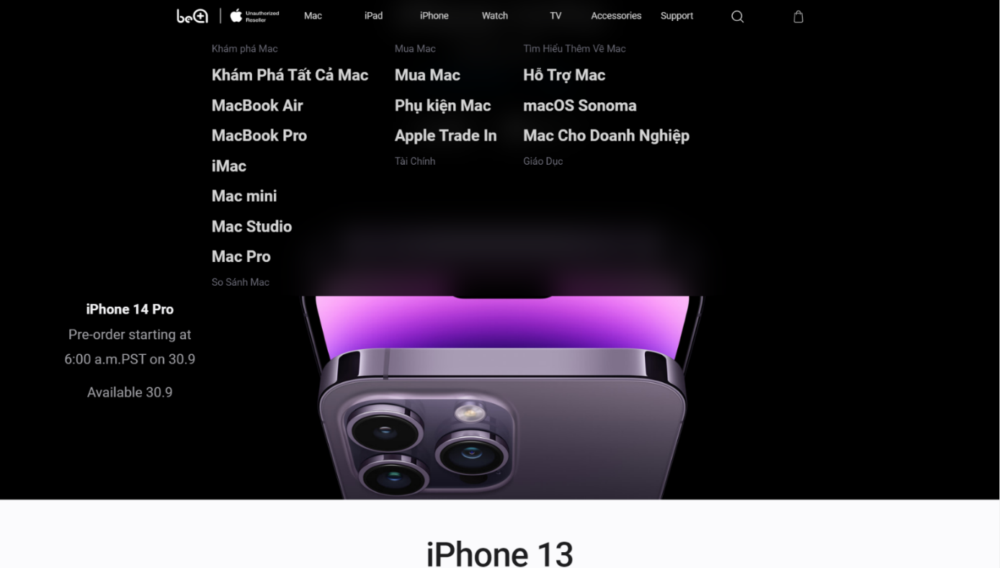 beA
Unauthorized
Reseller
Mac
iPad
iPhone
Watch
TV
Accessories
Support
Khám phá Mac
Khám Phá Tất Cả Mac
MacBook Air
MacBook Pro
iMac
Mac mini
Mac Studio
Mac Pro
So Sánh Mac
Mua Mac
Mua Mac
Phụ kiện Mac
Apple Trade In
Tài Chính
Tìm Hiểu Thêm Về Mac
Hỗ Trợ Mac
macOS Sonoma
Mac Cho Doanh Nghiệp
Giáo Dục
iPhone 14 Pro
Pre-order starting at
6:00 a.m.PST on 30.9
Available 30.9
iPhone 13